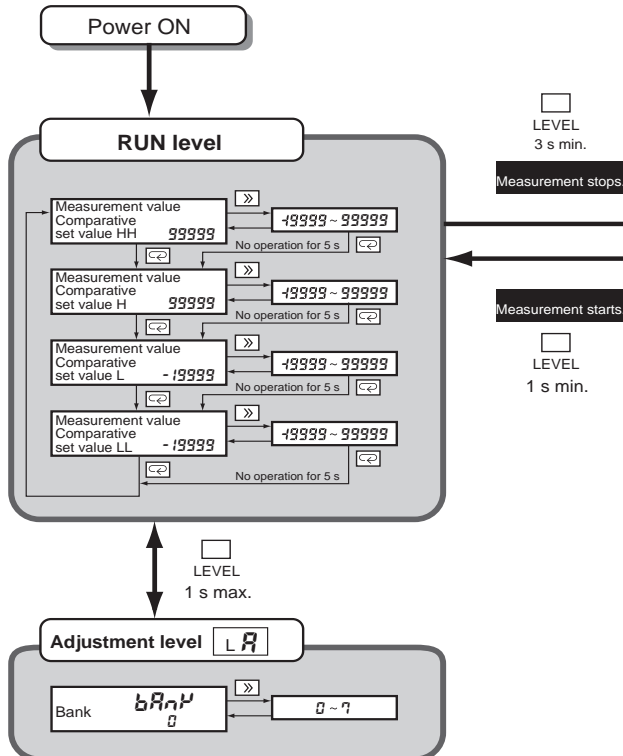 Power ON
RUN level
Measurement value
Comparative
set value HH 99999
-19999 ~ 99999
No operation for 5 s
Measurement value
Comparative
set value H 99999
-19999 ~ 99999
No operation for 5 s
Measurement value
Comparative
set value L -19999
-19999 ~ 99999
No operation for 5 s
Measurement value
Comparative
set value LL -19999
-19999 ~ 99999
No operation for 5 s
LEVEL
3 s min.
Measurement stops.
Measurement starts.
LEVEL
1 s min.
LEVEL
1 s max.
Adjustment level LA
Bank bAnK
0
0 ~ 7